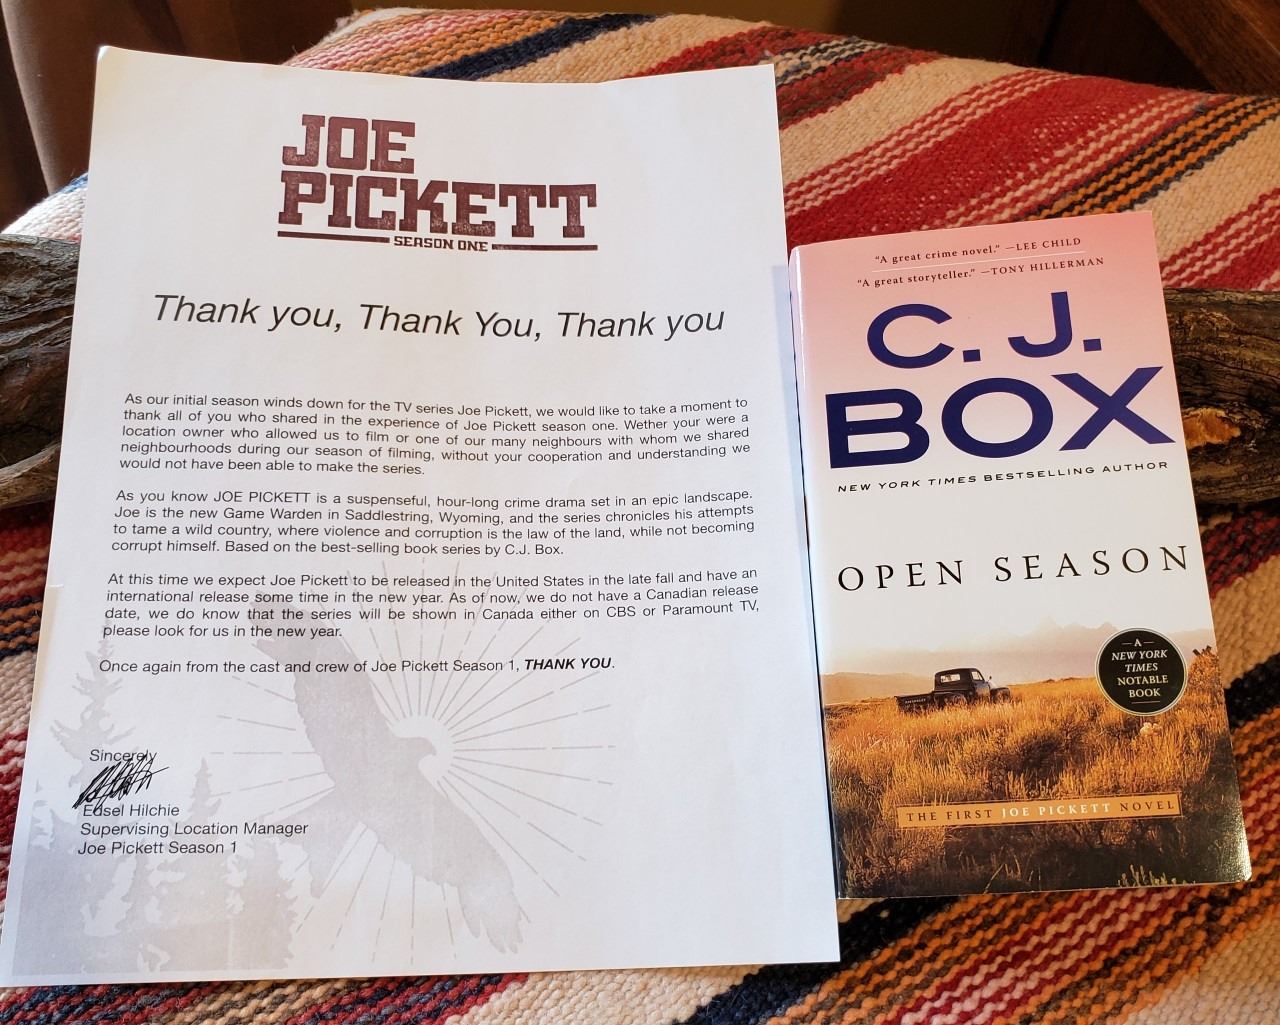 JOE
PICKETT
SEASON ONE
Thank you, Thank You, Thank you
As our initial season winds down for the TV series Joe Pickett, we would like to take a moment to
thank all of you who shared in the experience of Joe Pickett season one. Wether your were a
location owner who allowed us to film or one of our many neighbours with whom we shared
neighbourhoods during our season of filming, without your cooperation and understanding we
would not have been able to make the series.
As you know JOE PICKETT is a suspenseful, hour-long crime drama set in an epic landscape.
Joe is the new Game Warden in Saddlestring, Wyoming, and the series chronicles his attempts
to tame a wild country, where violence and corruption is the law of the land, while not becoming
corrupt himself. Based on the best-selling book series by C.J. Box.
At this time we expect Joe Pickett to be released in the United States in the late fall and have an
international release some time in the new year. As of now, we do not have a Canadian release
date, we do know that the series will be shown in Canada either on CBS or Paramount TV,
please look for us in the new year.
Once again from the cast and crew of Joe Pickett Season 1, THANK YOU.
Sincerely
Edsel Hilchie
Supervising Location Manager
Joe Pickett Season 1
"A great crime novel." —LEE CHILD
"A great storyteller." —TONY HILLERMAN
C. J.
BOX
NEW YORK TIMES BESTSELLING AUTHOR
OPEN SEASON
—A—
NEW YORK
TIMES
NOTABLE
BOOK
THE FIRST JOE PICKETT NOVEL